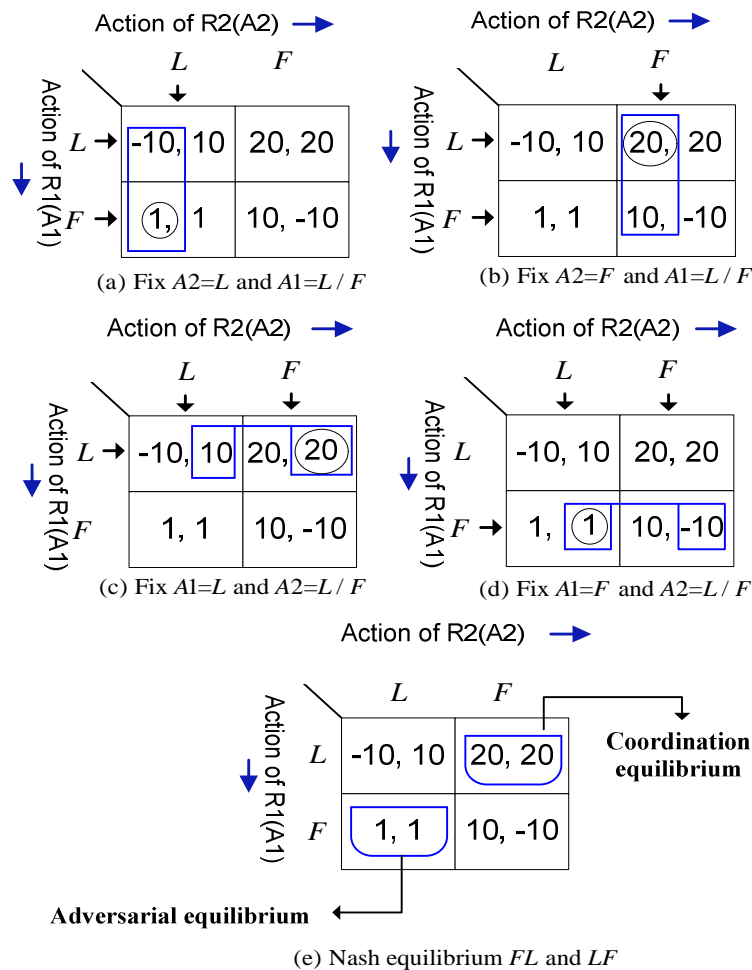 Action of R2(A2)
L F
Action of R1(A1)
L -10, 10 20, 20
F 1, 1 10, -10
(a) Fix A2=L and A1=L / F
Action of R2(A2)
L F
Action of R1(A1)
L -10, 10 20, 20
F 1, 1 10, -10
(b) Fix A2=F and A1=L / F
Action of R2(A2)
L F
Action of R1(A1)
L -10, 10 20, 20
F 1, 1 10, -10
(c) Fix A1=L and A2=L / F
Action of R2(A2)
L F
Action of R1(A1)
L -10, 10 20, 20
F 1, 1 10, -10
(d) Fix A1=F and A2=L / F
Action of R2(A2)
L F
Action of R1(A1)
L -10, 10 20, 20
F 1, 1 10, -10
Coordination
equilibrium
Adversarial equilibrium
(e) Nash equilibrium FL and LF